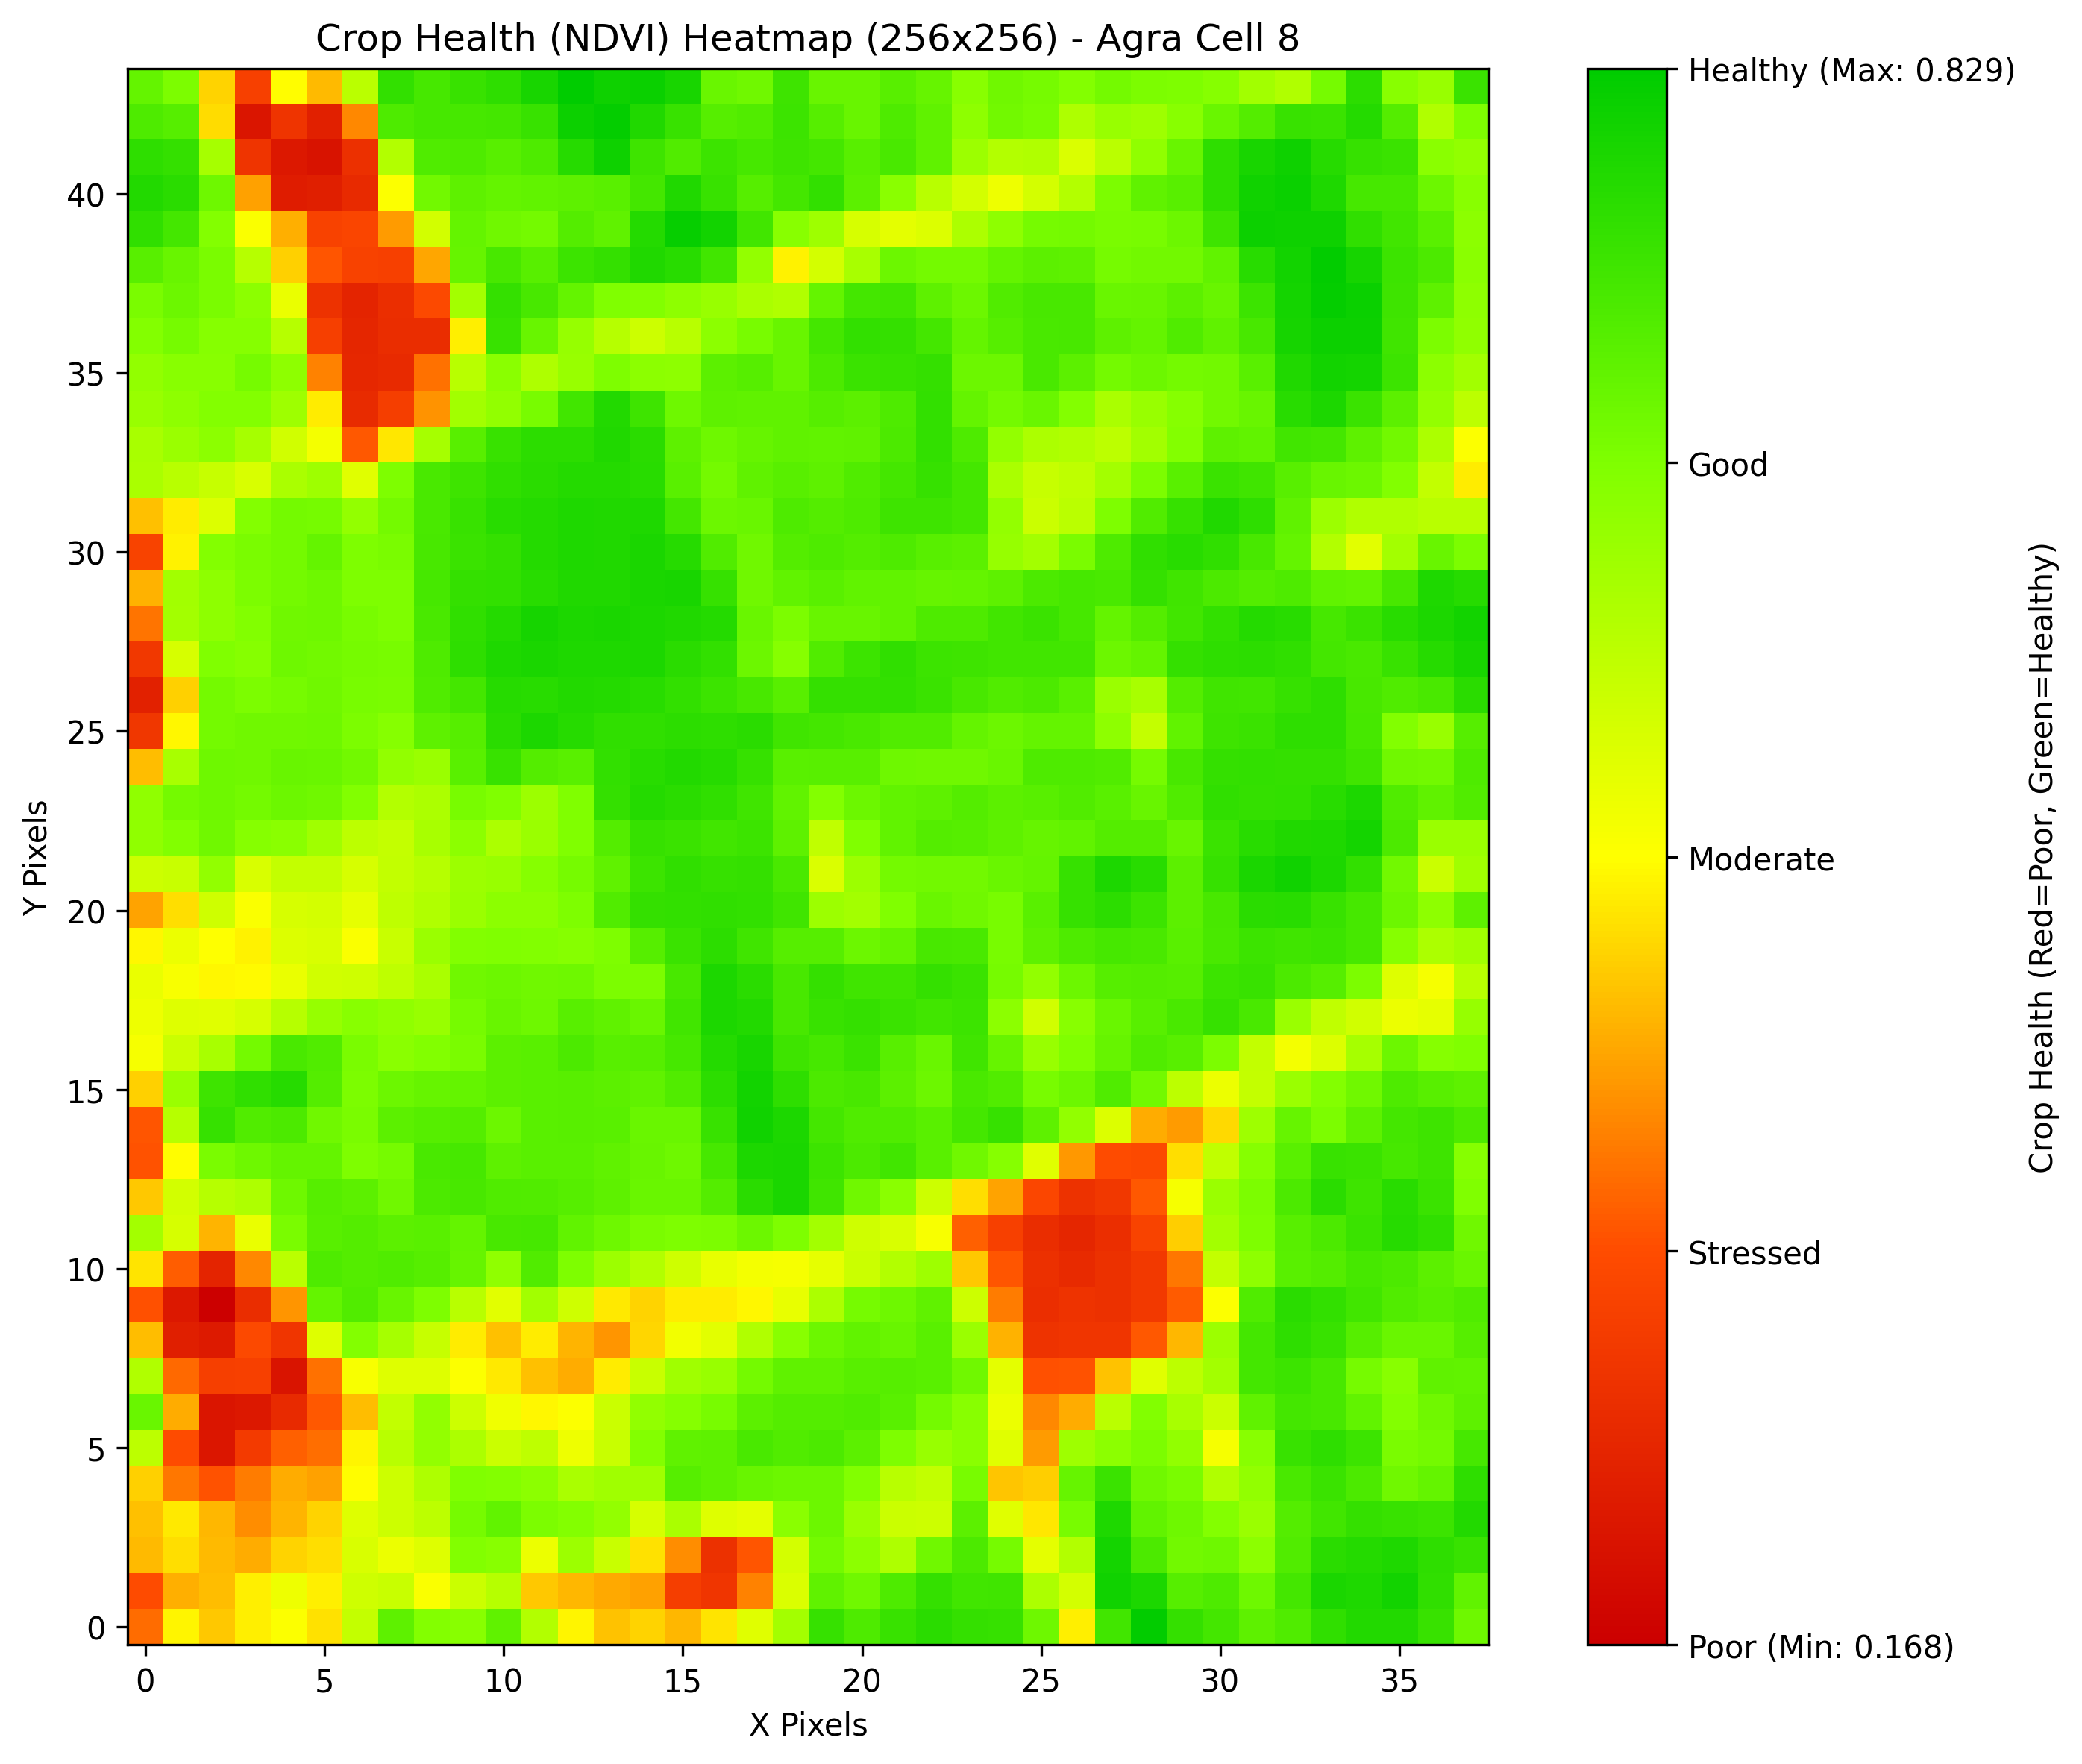 Crop Health (NDVI) Heatmap (256x256) - Agra Cell 8
Healthy (Max: 0.829)
Good
Moderate
Stressed
Poor (Min: 0.168)
Crop Health (Red=Poor, Green=Healthy)
Y Pixels
40
35
30
25
20
15
10
5
0
0 5 10 15 20 25 30 35
X Pixels